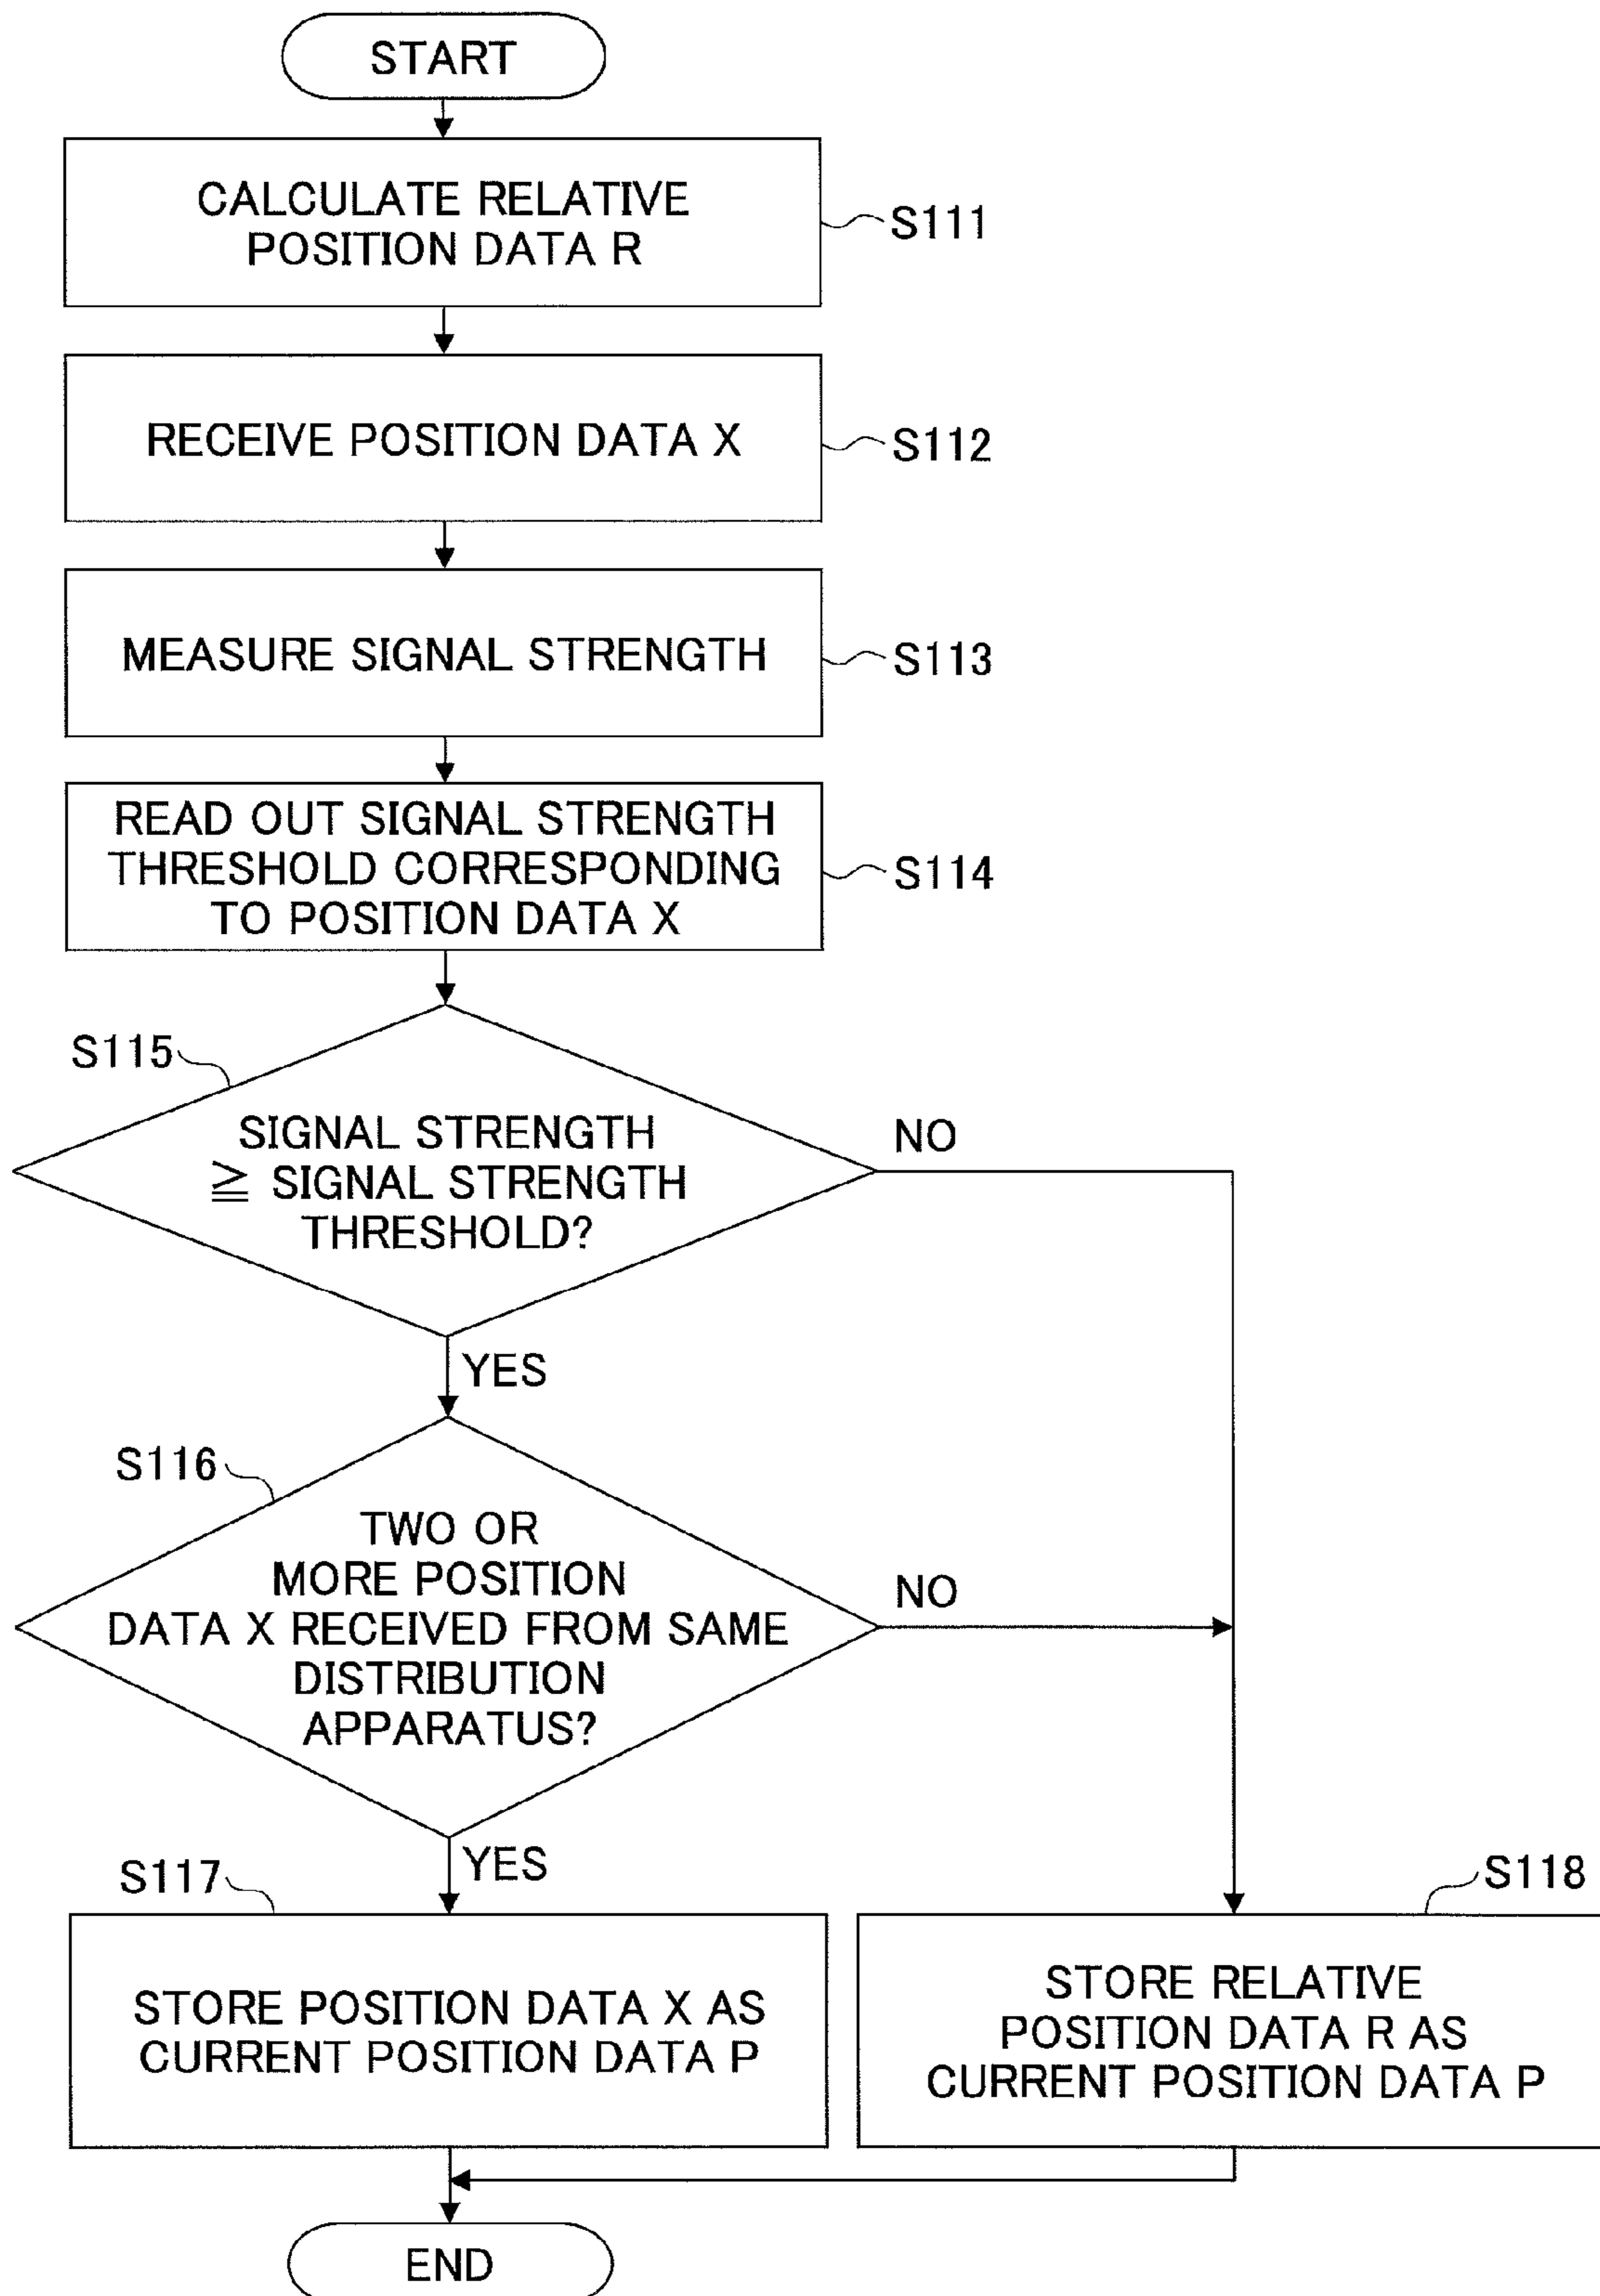 START
CALCULATE RELATIVE
POSITION DATA R
S111
RECEIVE POSITION DATA X
S112
MEASURE SIGNAL STRENGTH
S113
READ OUT SIGNAL STRENGTH
THRESHOLD CORRESPONDING
TO POSITION DATA X
S114
S115
SIGNAL STRENGTH
≧ SIGNAL STRENGTH
THRESHOLD?
NO
YES
S116
TWO OR
MORE POSITION
DATA X RECEIVED FROM SAME
DISTRIBUTION
APPARATUS?
NO
YES
S117
STORE POSITION DATA X AS
CURRENT POSITION DATA P
S118
STORE RELATIVE
POSITION DATA R AS
CURRENT POSITION DATA P
END